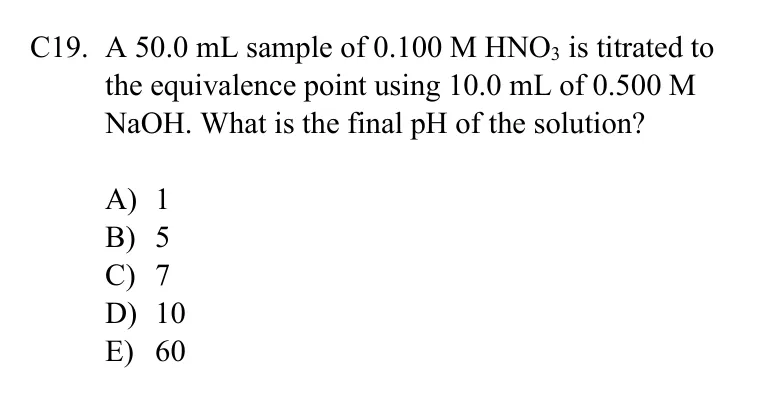 C19. A 50.0 mL sample of 0.100 M HNO₃ is titrated to
the equivalence point using 10.0 mL of 0.500 M
NaOH. What is the final pH of the solution?
A) 1
B) 5
C) 7
D) 10
E) 60